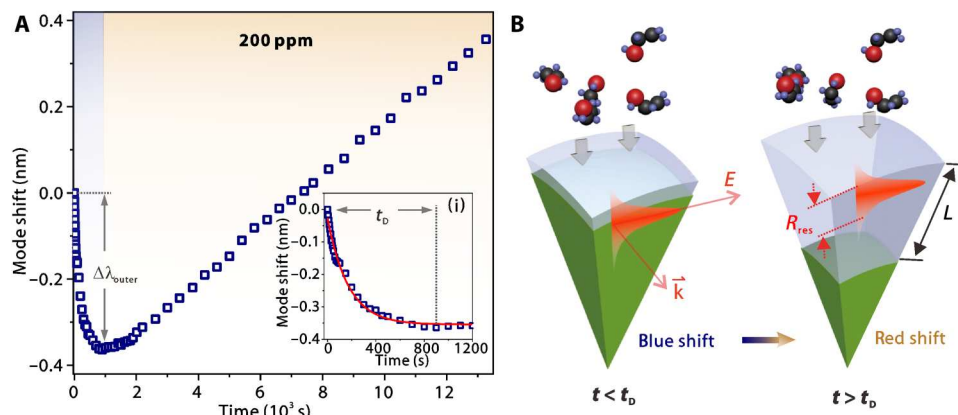 A
200 ppm
0.4
0.2
0.0
−0.2
−0.4
Mode shift (nm)
Δλouter
0
2
4
6
8
10
12
Time (10³ s)
(i)
tD
0.0
−0.1
−0.2
−0.3
−0.4
Mode shift (nm)
0
400
800
1200
Time (s)
B
E
k⃗
Rres
L
Blue shift
Red shift
t < tD
t > tD